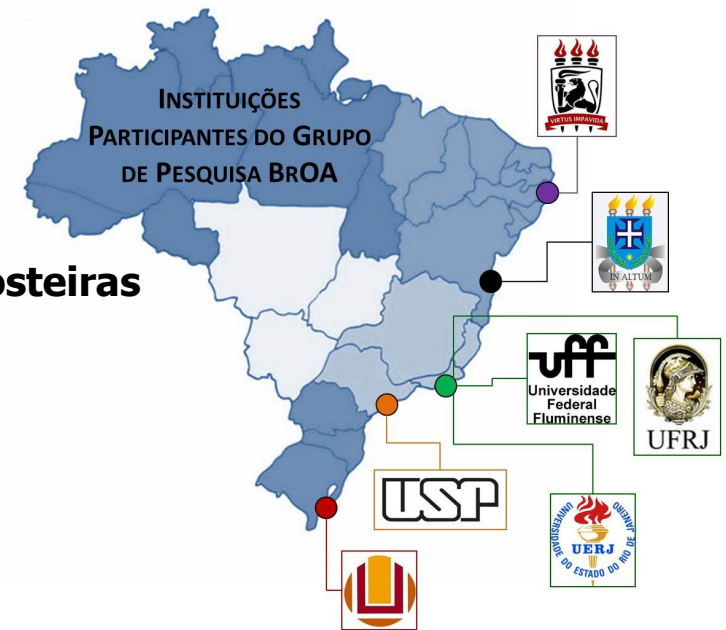 INSTITUIÇÕES
PARTICIPANTES DO GRUPO
DE PESQUISA BROA
VIRTUS IMPAVIDA
IN ALTUM
osteiras
uff
Universidade
Federal
Fluminense
UFRJ
USP
UNIVERSIDADE DO ESTADO DO RIO DE JANEIRO
UERJ